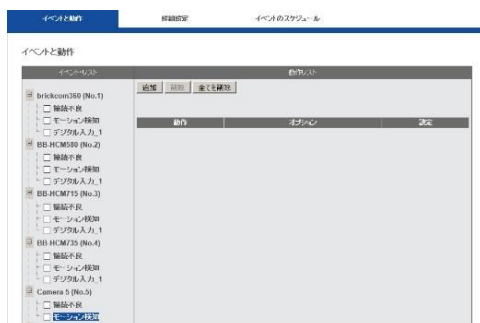 イベントと動作 録画設定 イベントのスケジュール
イベントと動作
イベントリスト 動作リスト
追加 削除 全てを削除
動作 オプション 設定
brickcom360 (No.1)
接続不良
モーション検知
デジタル入力_1
BB-HCM580 (No.2)
接続不良
モーション検知
デジタル入力_1
BB-HCM715 (No.3)
接続不良
モーション検知
デジタル入力_1
BB-HCM735 (No.4)
接続不良
モーション検知
デジタル入力_1
Camera 5 (No.5)
接続不良
モーション検知